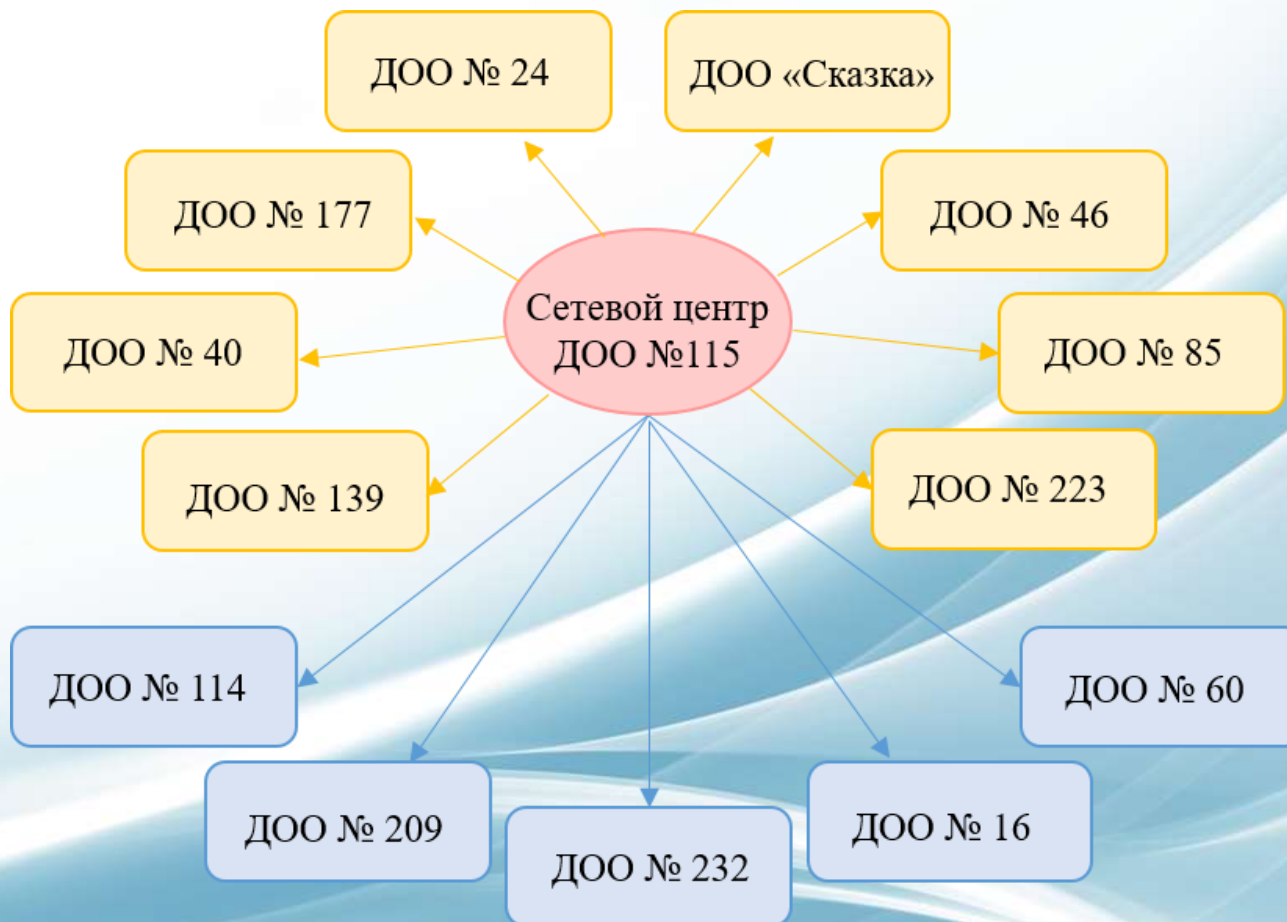 ДОО № 24
ДОО «Сказка»
ДОО № 177
ДОО № 46
Сетевой центр
ДОО №115
ДОО № 40
ДОО № 85
ДОО № 139
ДОО № 223
ДОО № 114
ДОО № 60
ДОО № 209
ДОО № 16
ДОО № 232